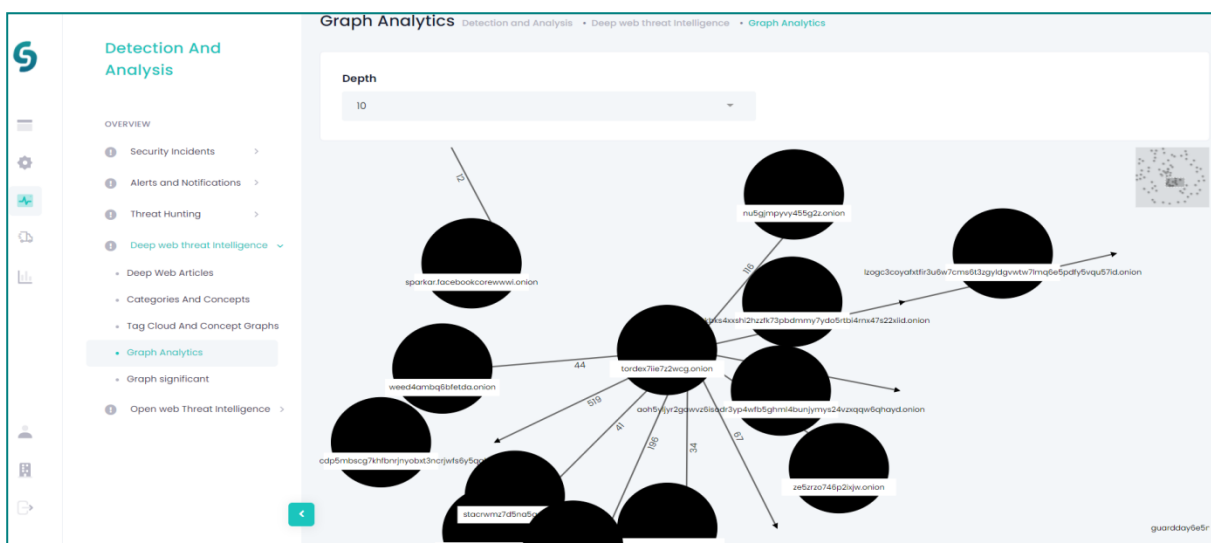 Graph Analytics Detection and Analysis • Deep web threat Intelligence • Graph Analytics
Detection And
Analysis
OVERVIEW
Security Incidents
Alerts and Notifications
Threat Hunting
Deep web threat Intelligence
Deep Web Articles
Categories And Concepts
Tag Cloud And Concept Graphs
Graph Analytics
Graph significant
Open web Threat Intelligence
Depth
10
12
nu5gjmpyvy455g2z.onion
sparkar.facebookcorewwwi.onion
116
tordex7iie7z2wcg.onion
44
weed4ambq6bfetda.onion
519
41
196
34
67
ze5zrzo746p2ixjw.onion